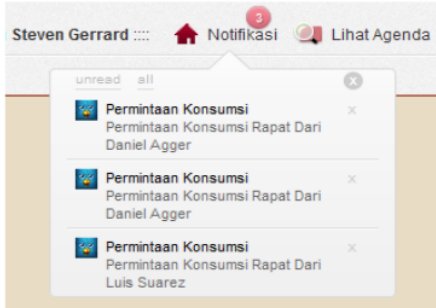 Steven Gerrard :::: Notifikasi 3 Lihat Agenda
unread all
Permintaan Konsumsi x
Permintaan Konsumsi Rapat Dari
Daniel Agger
Permintaan Konsumsi x
Permintaan Konsumsi Rapat Dari
Daniel Agger
Permintaan Konsumsi x
Permintaan Konsumsi Rapat Dari
Luis Suarez